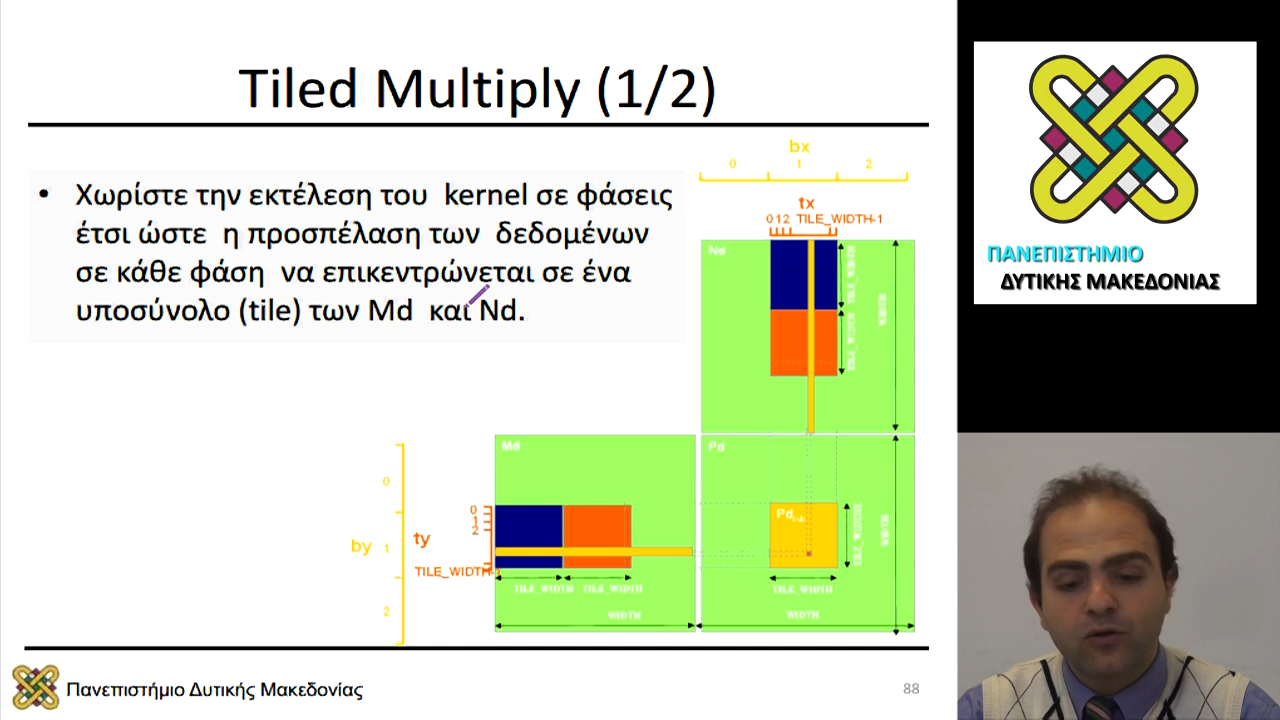 Tiled Multiply (1/2)
• Χωρίστε την εκτέλεση του kernel σε φάσεις
έτσι ώστε η προσπέλαση των δεδομένων
σε κάθε φάση να επικεντρώνεται σε ένα
υποσύνολο (tile) των Md και Nd.
bx
0 1 2
tx
0 1 2 TILE_WIDTH-1
Nd
TILE_WIDTH
TILE_WIDTH
WIDTH
Md
Pd
0
by 1
2
ty
0
1
2
TILE_WIDTH-
Pd
TILE_WIDTH
WIDTH
TILE_WIDTH TILE_WIDTH
TILE_WIDTH
WIDTH
WIDTH
Πανεπιστήμιο Δυτικής Μακεδονίας
88
ΠΑΝΕΠΙΣΤΗΜΙΟ
ΔΥΤΙΚΗΣ ΜΑΚΕΔΟΝΙΑΣ